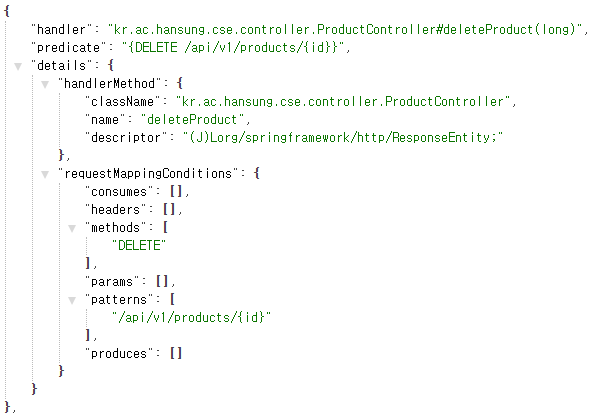 {
"handler": "kr.ac.hansung.cse.controller.ProductController#deleteProduct(long)",
"predicate": "{DELETE /api/v1/products/{id}}",
"details": {
"handlerMethod": {
"className": "kr.ac.hansung.cse.controller.ProductController",
"name": "deleteProduct",
"descriptor": "(J)Lorg/springframework/http/ResponseEntity;"
},
"requestMappingConditions": {
"consumes": [],
"headers": [],
"methods": [
"DELETE"
],
"params": [],
"patterns": [
"/api/v1/products/{id}"
],
"produces": []
}
}
},